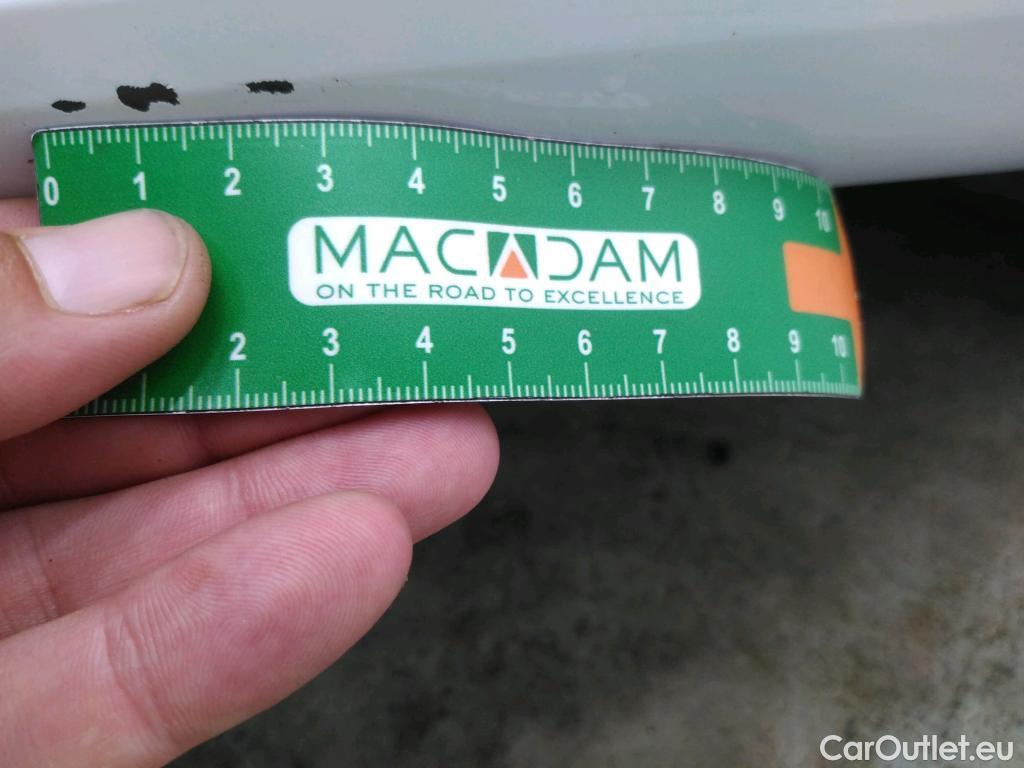 0 1 2 3 4 5 6 7 8 9 10
MACADAM
ON THE ROAD TO EXCELLENCE
2 3 4 5 6 7 8 9 10
CarOutlet.eu